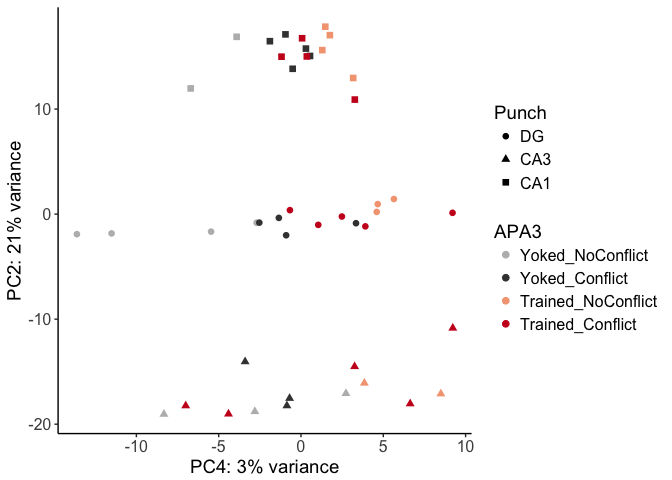 10
0
-10
-20
PC2: 21% variance
-10
-5
0
5
10
PC4: 3% variance
Punch
DG
CA3
CA1
APA3
Yoked_NoConflict
Yoked_Conflict
Trained_NoConflict
Trained_Conflict